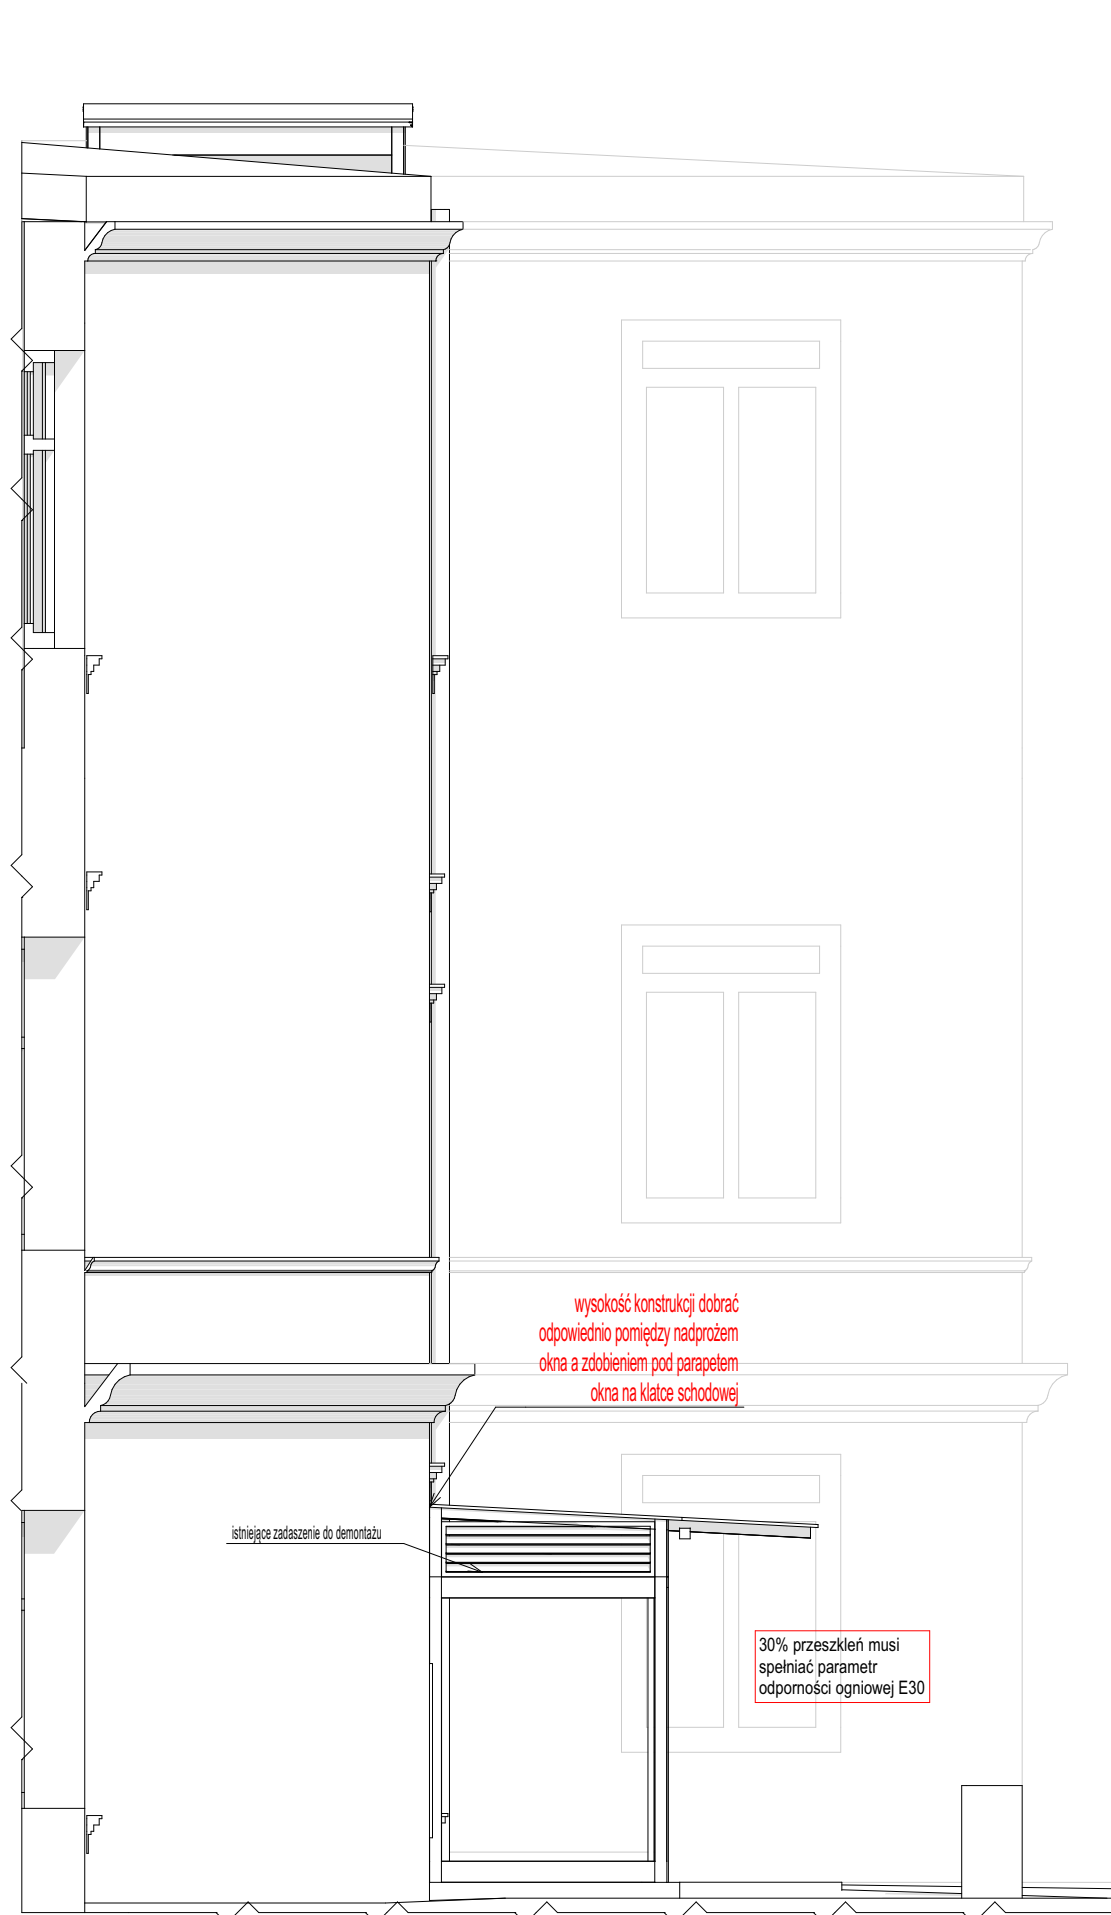 wysokość konstrukcji dobrać
odpowiednio pomiędzy nadprożem
okna a zdobieniem pod parapetem
okna na klatce schodowej
istniejące zadaszenie do demontażu
30% przeszkleń musi
spełniać parametr
odporności ogniowej E30